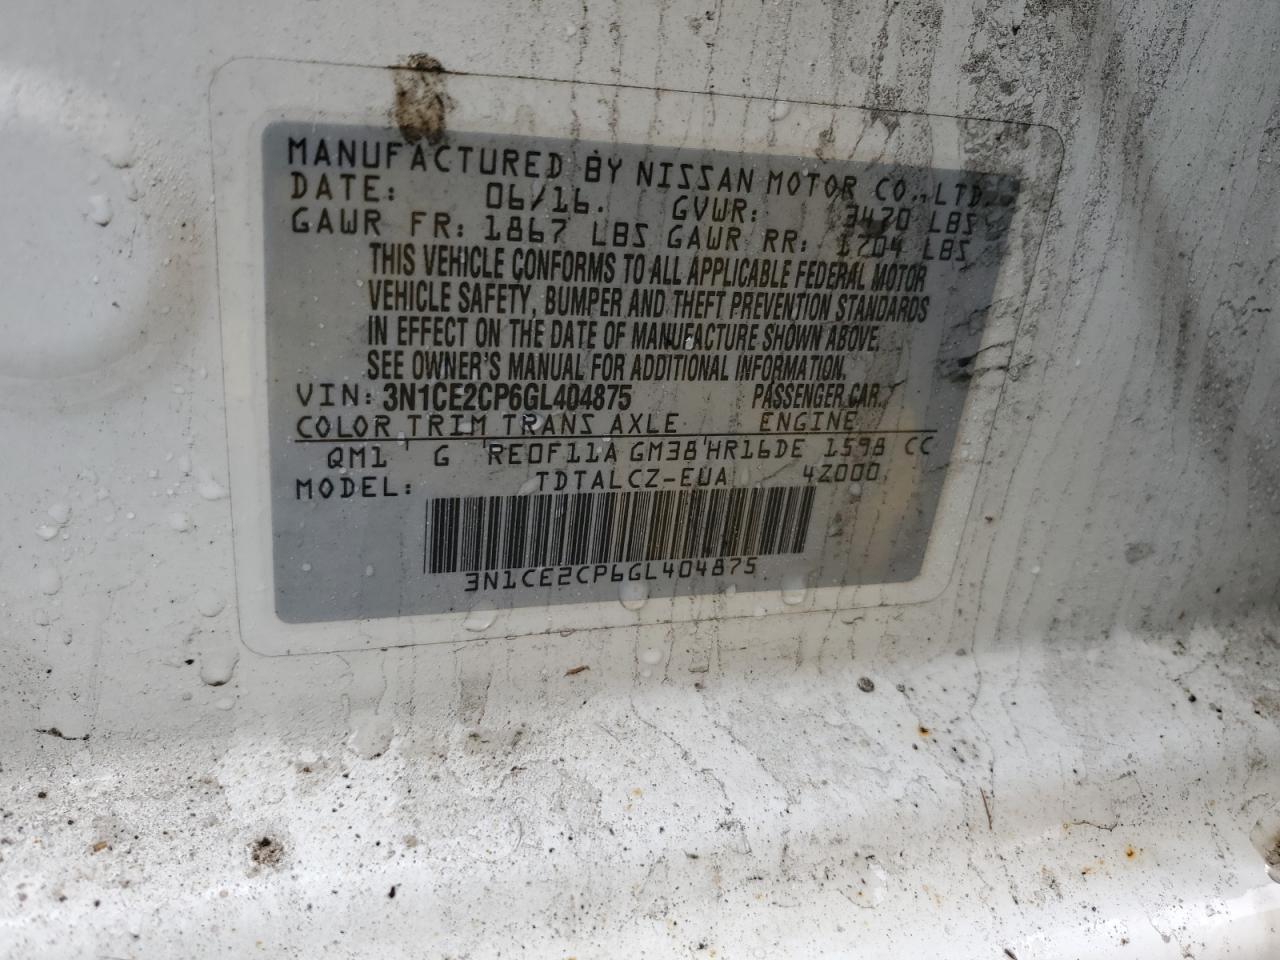 MANUFACTURED BY NISSAN MOTOR CO., LTD.
DATE: 06/16. GVWR: 3470 LBS
GAWR FR: 1867 LBS GAWR RR: 1704 LBS
THIS VEHICLE CONFORMS TO ALL APPLICABLE FEDERAL MOTOR
VEHICLE SAFETY, BUMPER AND THEFT PREVENTION STANDARDS
IN EFFECT ON THE DATE OF MANUFACTURE SHOWN ABOVE.
SEE OWNER'S MANUAL FOR ADDITIONAL INFORMATION.
VIN: 3N1CE2CP6GL404875 PASSENGER CAR.
COLOR TRIM TRANS AXLE ENGINE
QM1 G RE0F11A GM38 HR16DE 1598 CC
MODEL: TDTALCZ-EUA 4Z000
3N1CE2CP6GL404875